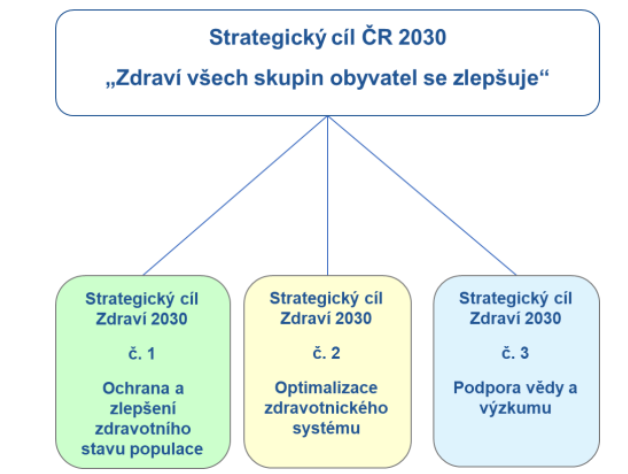 Strategický cíl ČR 2030
„Zdraví všech skupin obyvatel se zlepšuje“
Strategický cíl
Zdraví 2030
č. 1
Ochrana a
zlepšení
zdravotního
stavu populace
Strategický cíl
Zdraví 2030
č. 2
Optimalizace
zdravotnického
systému
Strategický cíl
Zdraví 2030
č. 3
Podpora vědy a
výzkumu